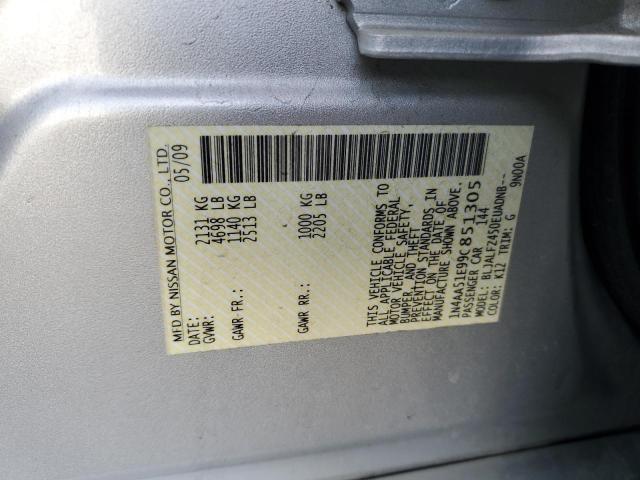 MFD BY NISSAN MOTOR CO., LTD.
DATE: 05/09
GVWR: 2131 KG
4698 LB
GAWR FR.: 1140 KG
2513 LB
GAWR RR.: 1000 KG
2205 LB
THIS VEHICLE CONFORMS TO
ALL APPLICABLE FEDERAL
MOTOR VEHICLE SAFETY,
BUMPER, AND THEFT
PREVENTION STANDARDS IN
EFFECT ON THE DATE OF
MANUFACTURE SHOWN ABOVE.
1N4AA51E99C851305
PASSENGER CAR 144
MODEL: BLJALFZ450EUADNB--
COLOR: K12 TRIM: G 9N00A